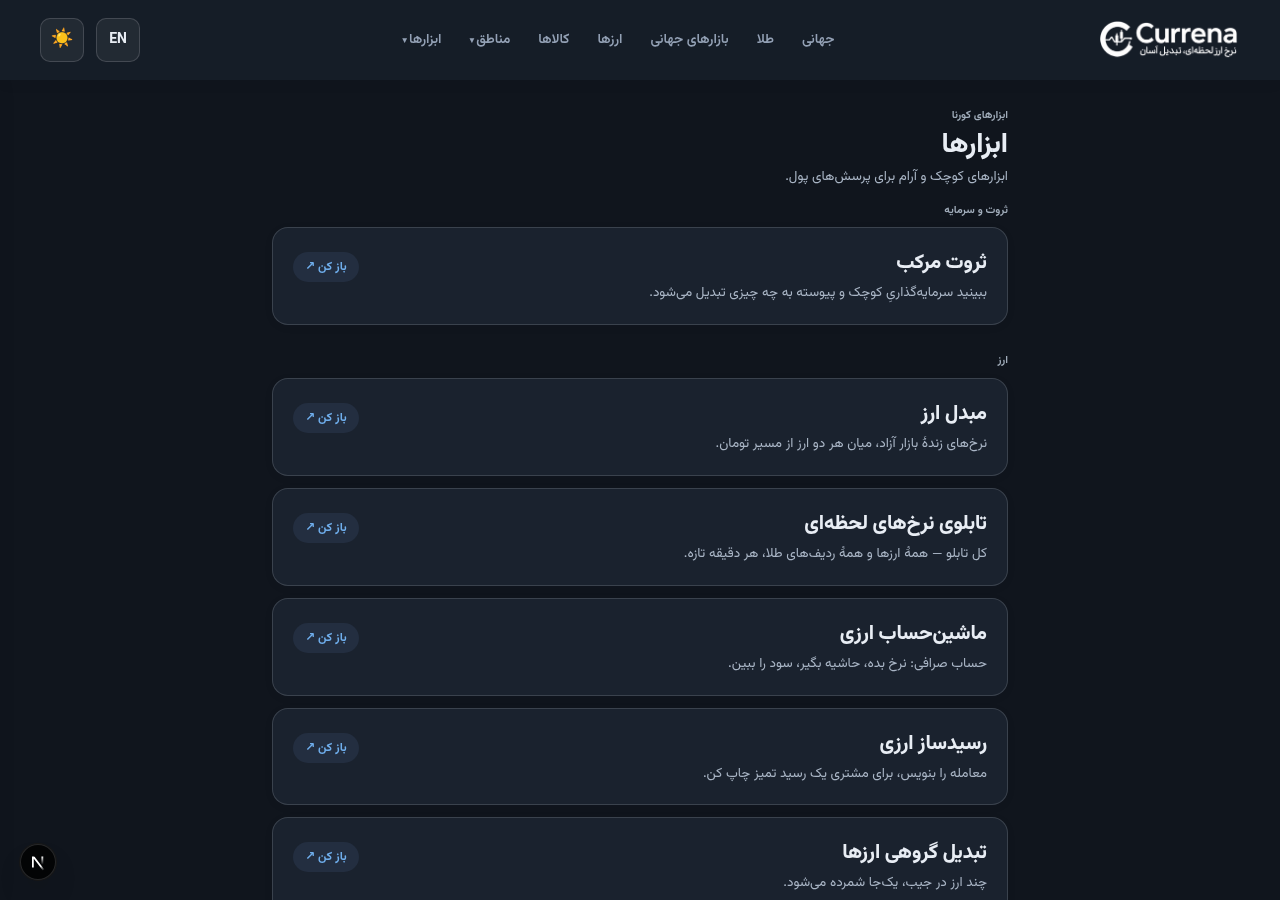 Currena
نرخ ارز لحظه‌ای، تبدیل آسان
جهانی
طلا
بازارهای جهانی
ارزها
کالاها
مناطق ▾
ابزارها ▾
EN
ابزارهای کورنا
ابزارها
ابزارهای کوچک و آرام برای پرسش‌های پول.
ثروت و سرمایه
ثروت مرکب
ببینید سرمایه‌گذاریِ کوچک و پیوسته به چه چیزی تبدیل می‌شود.
باز کن ↗
ارز
مبدل ارز
نرخ‌های زندهٔ بازار آزاد، میان هر دو ارز از مسیر تومان.
باز کن ↗
تابلوی نرخ‌های لحظه‌ای
کل تابلو — همهٔ ارزها و همهٔ ردیف‌های طلا، هر دقیقه تازه.
باز کن ↗
ماشین‌حساب ارزی
حساب صرافی: نرخ بده، حاشیه بگیر، سود را ببین.
باز کن ↗
رسیدساز ارزی
معامله را بنویس، برای مشتری یک رسید تمیز چاپ کن.
باز کن ↗
تبدیل گروهی ارزها
چند ارز در جیب، یک‌جا شمرده می‌شود.
باز کن ↗
N